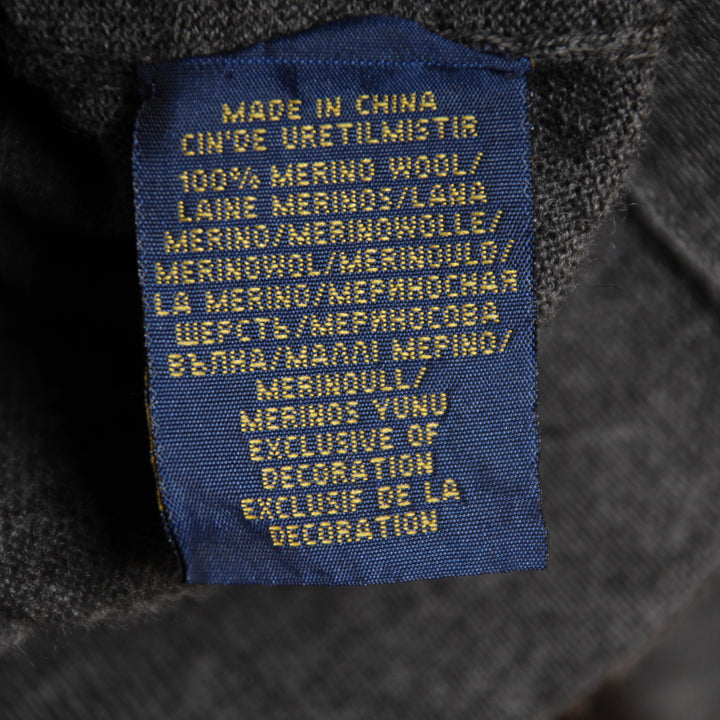 MADE IN CHINA
CIN'DE URETILMISTIR
100% MERINO WOOL/
LAINE MERINOS/LANA
MERINO/MERINOWOLLE/
MERINOWOL/MERINOULD/
LA MERINO/МЕРИНОСНАЯ
ШЕРСТЬ/МЕРИНОСОВА
ВЪЛНА/ΜΑΛΛΙ ΜΕΡΙΝΟ/
MERINOULL/
MERINOS YUNU
EXCLUSIVE OF
DECORATION
EXCLUSIF DE LA
DECORATION